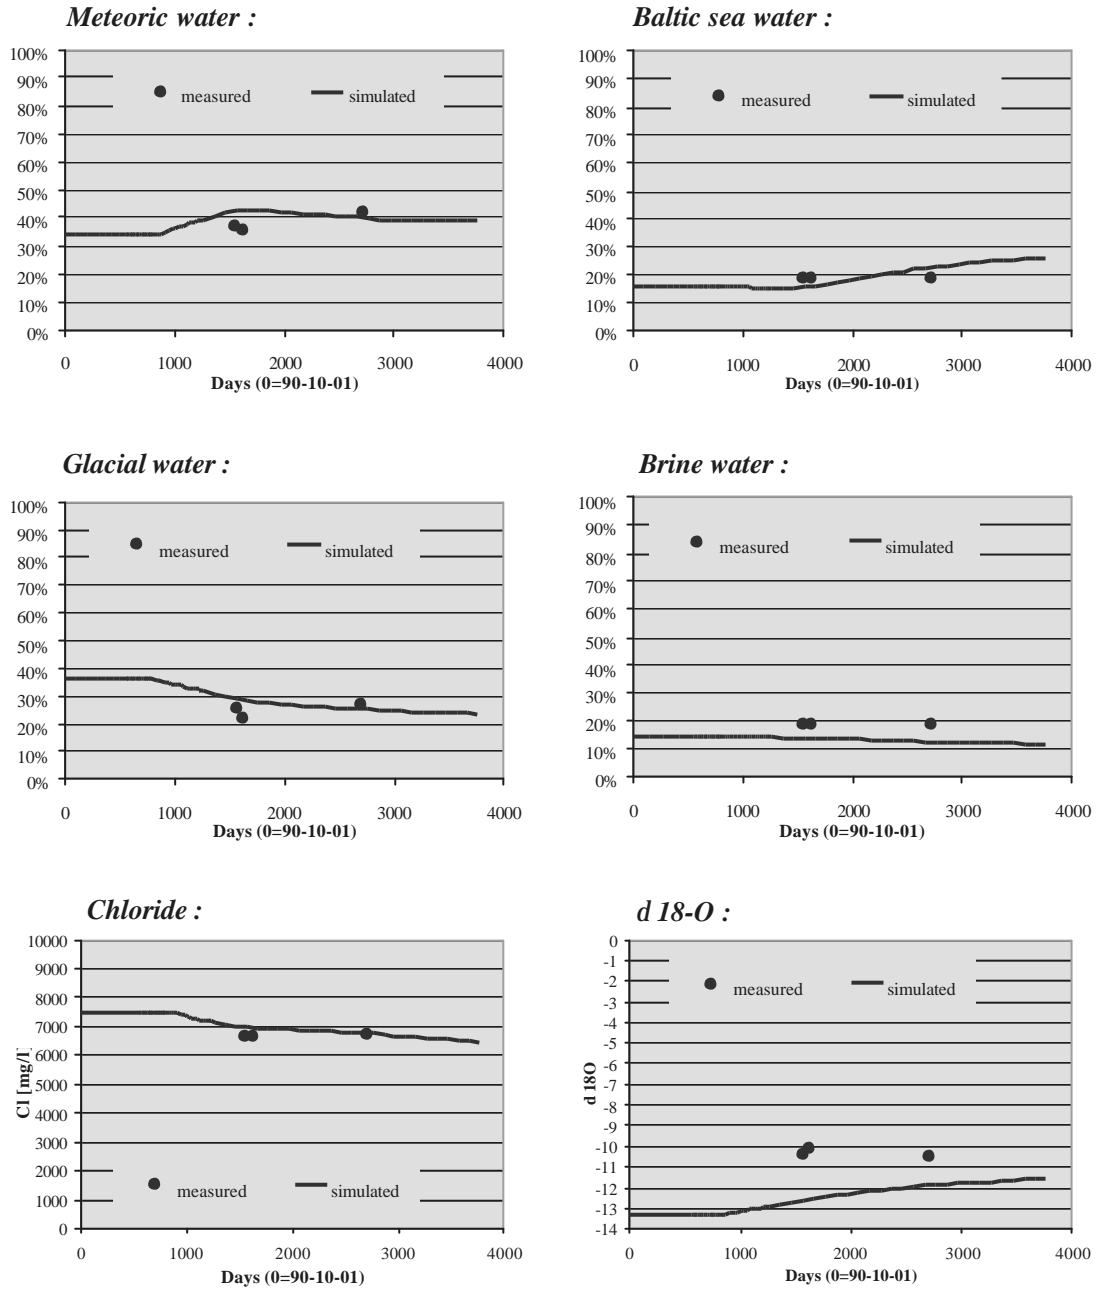 Meteoric water :
100%
90%
80%
70%
60%
50%
40%
30%
20%
10%
0%
measured
simulated
0 1000 2000 3000 4000
Days (0=90-10-01)
Baltic sea water :
100%
90%
80%
70%
60%
50%
40%
30%
20%
10%
0%
measured
simulated
0 1000 2000 3000 4000
Days (0=90-10-01)
Glacial water :
100%
90%
80%
70%
60%
50%
40%
30%
20%
10%
0%
measured
simulated
0 1000 2000 3000 4000
Days (0=90-10-01)
Brine water :
100%
90%
80%
70%
60%
50%
40%
30%
20%
10%
0%
measured
simulated
0 1000 2000 3000 4000
Days (0=90-10-01)
Chloride :
Cl [mg/l]
10000
9000
8000
7000
6000
5000
4000
3000
2000
1000
0
measured
simulated
0 1000 2000 3000 4000
Days (0=90-10-01)
d 18-O :
d 18O
0
-1
-2
-3
-4
-5
-6
-7
-8
-9
-10
-11
-12
-13
-14
measured
simulated
0 1000 2000 3000 4000
Days (0=90-10-01)